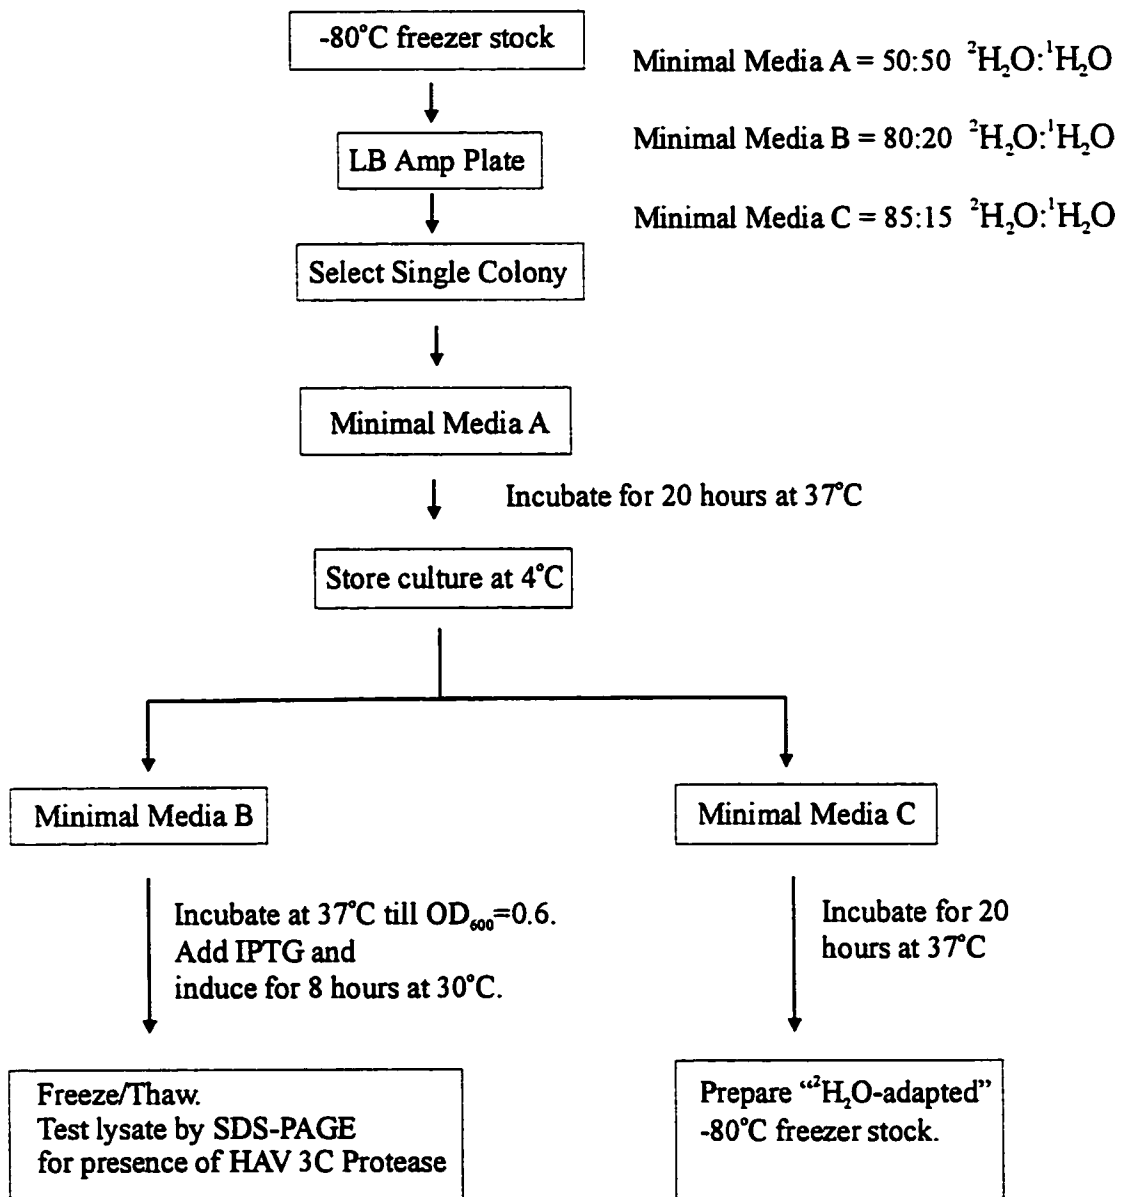 -80°C freezer stock
Minimal Media A = 50:50 ²H₂O:¹H₂O
LB Amp Plate
Minimal Media B = 80:20 ²H₂O:¹H₂O
Minimal Media C = 85:15 ²H₂O:¹H₂O
Select Single Colony
Minimal Media A
Incubate for 20 hours at 37°C
Store culture at 4°C
Minimal Media B
Incubate at 37°C till OD₆₀₀=0.6.
Add IPTG and
induce for 8 hours at 30°C.
Freeze/Thaw.
Test lysate by SDS-PAGE
for presence of HAV 3C Protease
Minimal Media C
Incubate for 20
hours at 37°C
Prepare “²H₂O-adapted”
-80°C freezer stock.